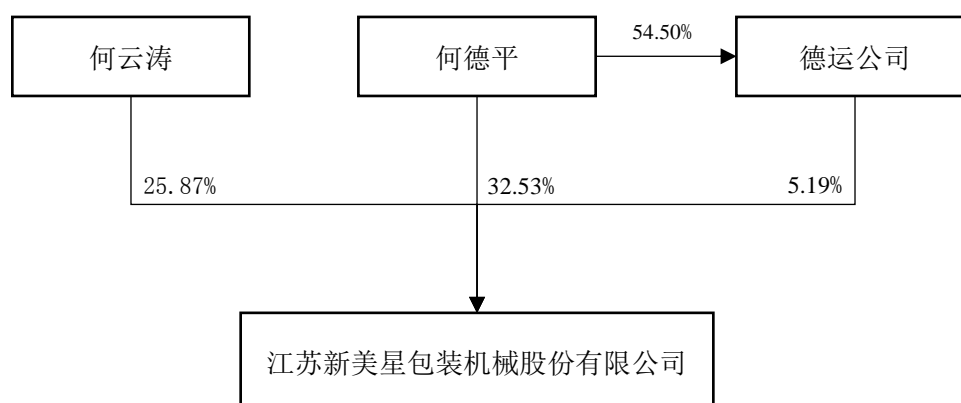 54.50%
何云涛
何德平
德运公司
25.87%
32.53%
5.19%
江苏新美星包装机械股份有限公司